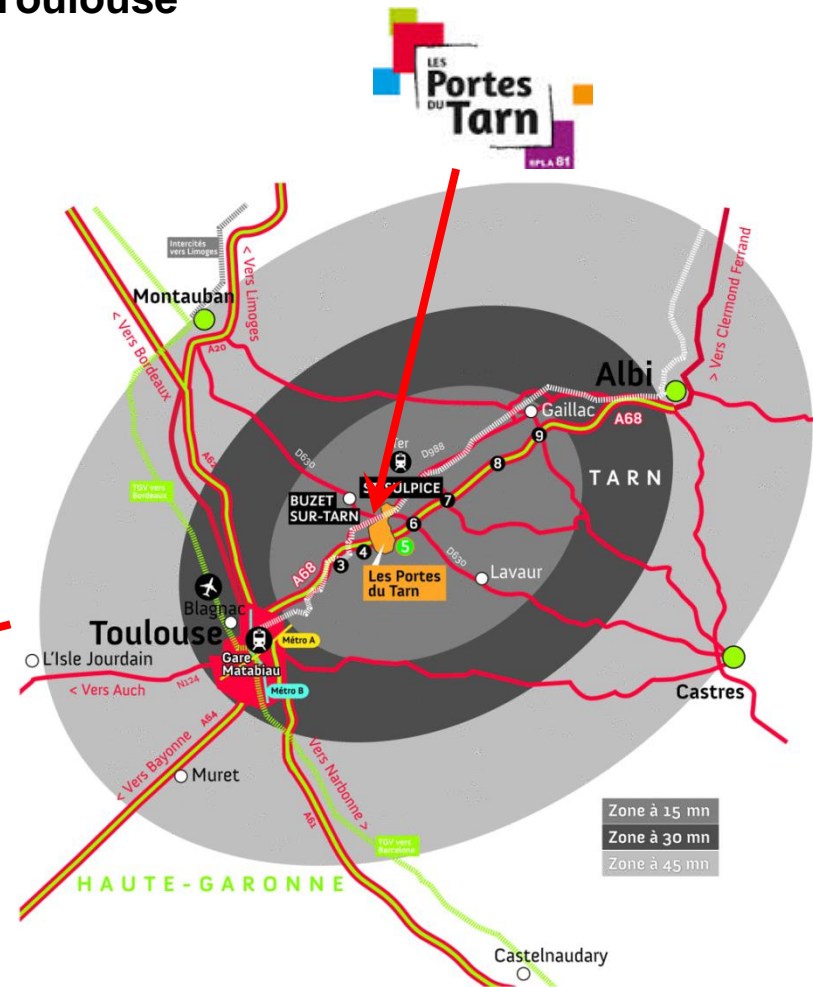 Toulouse
LES
Portes
DU Tarn
EPLA 81
Intercités
vers Limoges
< Vers Limoges
Montauban
< Vers Bordeaux
A20
> Vers Clermond Ferrand
Albi
A68
Gaillac
9
Ter
D988
D630
8
TARN
A62
TGV vers
Bordeaux
ST-SULPICE
7
BUZET
SUR-TARN
6
5
4
3
A68
D630
Lavaur
Les Portes
du Tarn
Blagnac
Toulouse
Métro A
L'Isle Jourdain
Gare
Matabiau
< Vers Auch
N124
Métro B
Castres
A64
< Vers Bayonne
Muret
Vers Narbonne >
A61
Zone à 15 mn
Zone à 30 mn
Zone à 45 mn
TGV vers
Barcelone
HAUTE-GARONNE
Castelnaudary